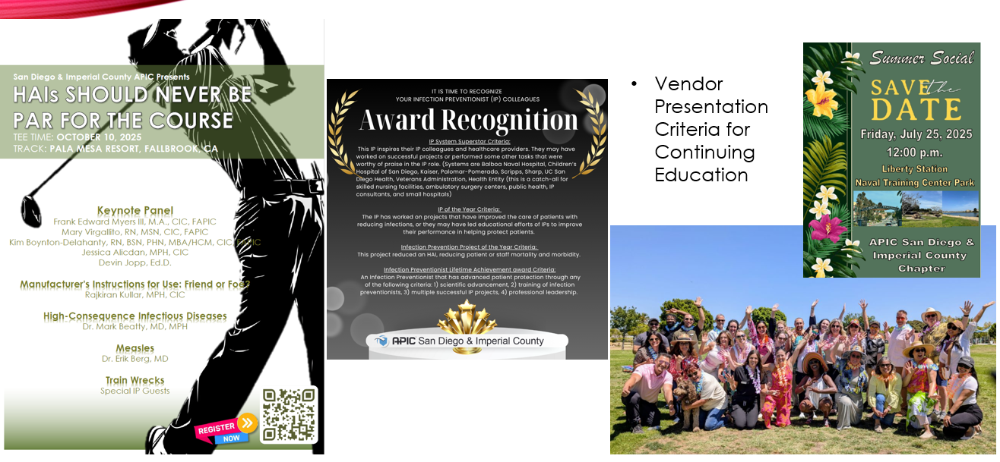 San Diego & Imperial County APIC Presents
HAIs SHOULD NEVER BE
PAR FOR THE COURSE
TEE TIME: OCTOBER 10, 2025
TRACK: PALA MESA RESORT, FALLBROOK, CA
Keynote Panel
Frank Edward Myers III, M.A., CIC, FAPIC
Mary Virgallito, RN, MSN, CIC, FAPIC
Kim Boynton-Delahanty, RN, BSN, PHN, MBA/HCM, CIC, FAPIC
Jessica Alicdan, MPH, CIC
Devin Jopp, Ed.D.
Manufacturer's Instructions for Use: Friend or Foe?
Rajkiran Kullar, MPH, CIC
High-Consequence Infectious Diseases
Dr. Mark Beatty, MD, MPH
Measles
Dr. Erik Berg, MD
Train Wrecks
Special IP Guests
REGISTER
NOW
IT IS TIME TO RECOGNIZE
YOUR INFECTION PREVENTIONIST (IP) COLLEAGUES
Award Recognition
IP System Superstar Criteria:
This IP inspires their IP colleagues and healthcare providers. They may have
worked on successful projects or performed some other tasks that were
worthy of praise in the IP role. (Systems are Balboa Naval Hospital, Children's
Hospital of San Diego, Kaiser, Palomar-Pomerado, Scripps, Sharp, UC San
Diego Health, Veterans Administration, Health Entity (this is a catch-all for
skilled nursing facilities, ambulatory surgery centers, public health, IP
consultants, and small hospitals)
IP of the Year Criteria:
The IP has worked on projects that have improved the care of patients with
reducing infections, or they may have led educational efforts of IPs to improve
their performance in helping protect patients.
Infection Prevention Project of the Year Criteria:
This project reduced an HAI, reducing patient or staff mortality and morbidity.
Infection Preventionist Lifetime Achievement award Criteria:
An Infection Preventionist that has advanced patient protection through any
of the following criteria: 1) scientific advancement, 2) training of infection
preventionists, 3) multiple successful IP projects, 4) professional leadership.
APIC San Diego & Imperial County
• Vendor
Presentation
Criteria for
Continuing
Education
Summer Social
SAVE the
DATE
Friday, July 25, 2025
12:00 p.m.
Liberty Station
Naval Training Center Park
APIC San Diego &
Imperial County
Chapter